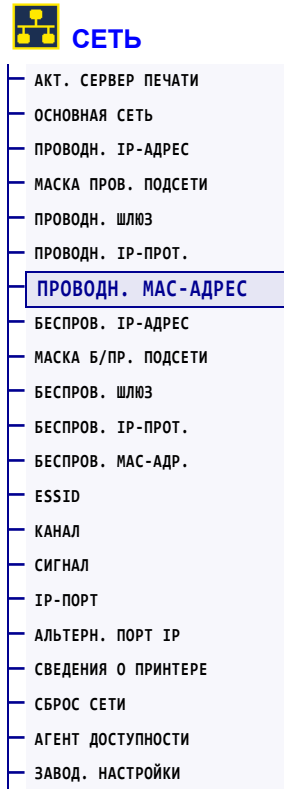 СЕТЬ
АКТ. СЕРВЕР ПЕЧАТИ
ОСНОВНАЯ СЕТЬ
ПРОВОДН. IP-АДРЕС
МАСКА ПРОВ. ПОДСЕТИ
ПРОВОДН. ШЛЮЗ
ПРОВОДН. IP-ПРОТ.
ПРОВОДН. MAC-АДРЕС
БЕСПРОВ. IP-АДРЕС
МАСКА Б/ПР. ПОДСЕТИ
БЕСПРОВ. ШЛЮЗ
БЕСПРОВ. IP-ПРОТ.
БЕСПРОВ. MAC-АДР.
ESSID
КАНАЛ
СИГНАЛ
IP-ПОРТ
АЛЬТЕРН. ПОРТ IP
СВЕДЕНИЯ О ПРИНТЕРЕ
СБРОС СЕТИ
АГЕНТ ДОСТУПНОСТИ
ЗАВОД. НАСТРОЙКИ